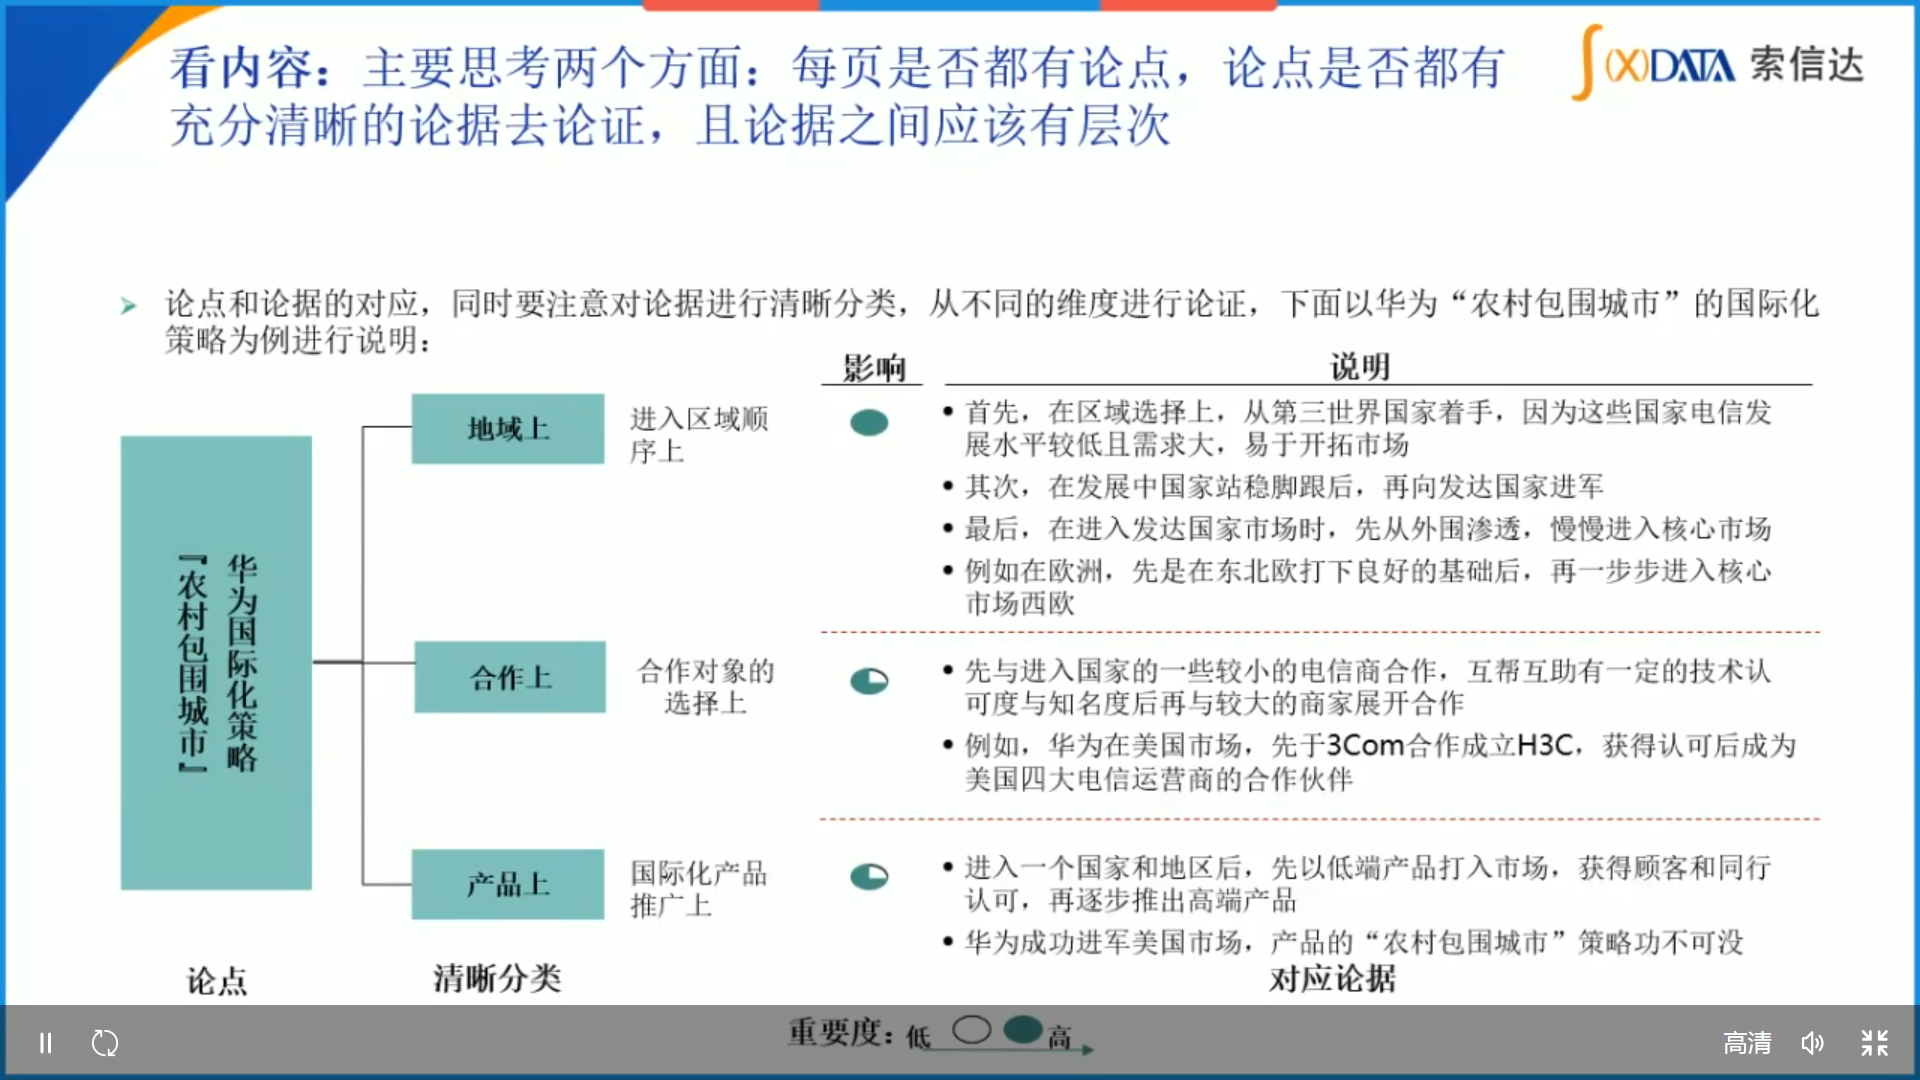 看内容：主要思考两个方面：每页是否都有论点，论点是否都有
充分清晰的论据去论证，且论据之间应该有层次
(X)DATA 索信达
论点和论据的对应，同时要注意对论据进行清晰分类，从不同的维度进行论证，下面以华为“农村包围城市”的国际化
策略为例进行说明：
影响
说明
华为国际化策略
『农村包围城市』
地域上
进入区域顺
序上
首先，在区域选择上，从第三世界国家着手，因为这些国家电信发
展水平较低且需求大，易于开拓市场
其次，在发展中国家站稳脚跟后，再向发达国家进军
最后，在进入发达国家市场时，先从外围渗透，慢慢进入核心市场
例如在欧洲，先是在东北欧打下良好的基础后，再一步步进入核心
市场西欧
合作上
合作对象的
选择上
先与进入国家的一些较小的电信商合作，互帮互助有一定的技术认
可度与知名度后再与较大的商家展开合作
例如，华为在美国市场，先于3Com合作成立H3C，获得认可后成为
美国四大电信运营商的合作伙伴
产品上
国际化产品
推广上
进入一个国家和地区后，先以低端产品打入市场，获得顾客和同行
认可，再逐步推出高端产品
华为成功进军美国市场，产品的“农村包围城市”策略功不可没
论点
清晰分类
对应论据
重要度：低 高
高清